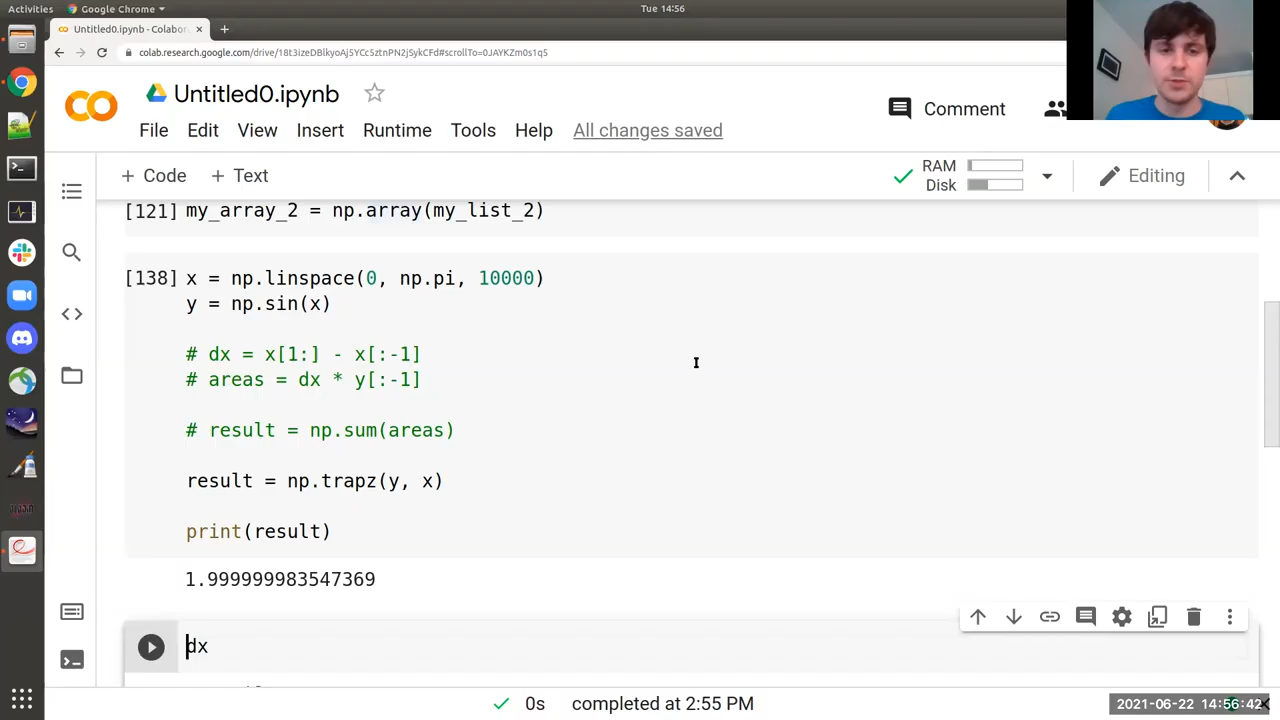 Activities
Google Chrome
Tue 14:56
Untitled0.ipynb - Colabor
colab.research.google.com/drive/18t3izeDBlkyoAj5YCc5ztnPN2jSykCFd#scrollTo=0JAYKZm0s1q5
Untitled0.ipynb
Comment
File Edit View Insert Runtime Tools Help All changes saved
+ Code + Text
RAM
Disk
Editing
[121] my_array_2 = np.array(my_list_2)
[138] x = np.linspace(0, np.pi, 10000)
y = np.sin(x)
# dx = x[1:] - x[:-1]
# areas = dx * y[:-1]
# result = np.sum(areas)
result = np.trapz(y, x)
print(result)
1.999999983547369
dx
0s completed at 2:55 PM
2021-06-22 14:56:42